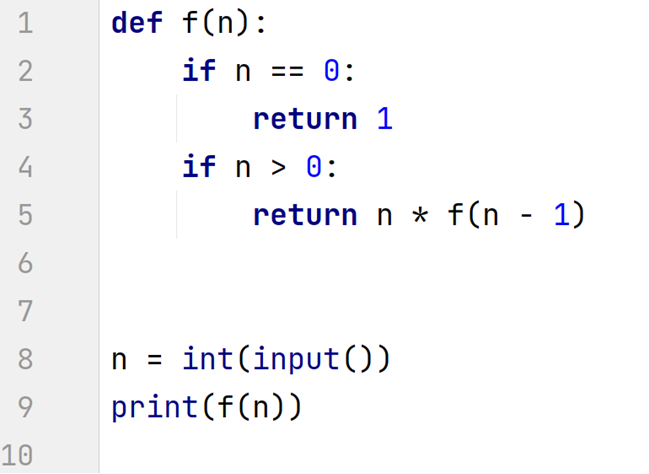 1 def f(n):
2     if n == 0:
3         return 1
4     if n > 0:
5         return n * f(n - 1)
6
7
8 n = int(input())
9 print(f(n))
10